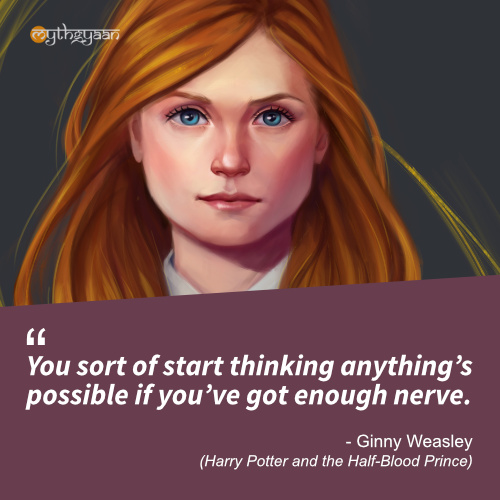 mythgyaan
“
You sort of start thinking anything’s
possible if you’ve got enough nerve.
- Ginny Weasley
(Harry Potter and the Half-Blood Prince)